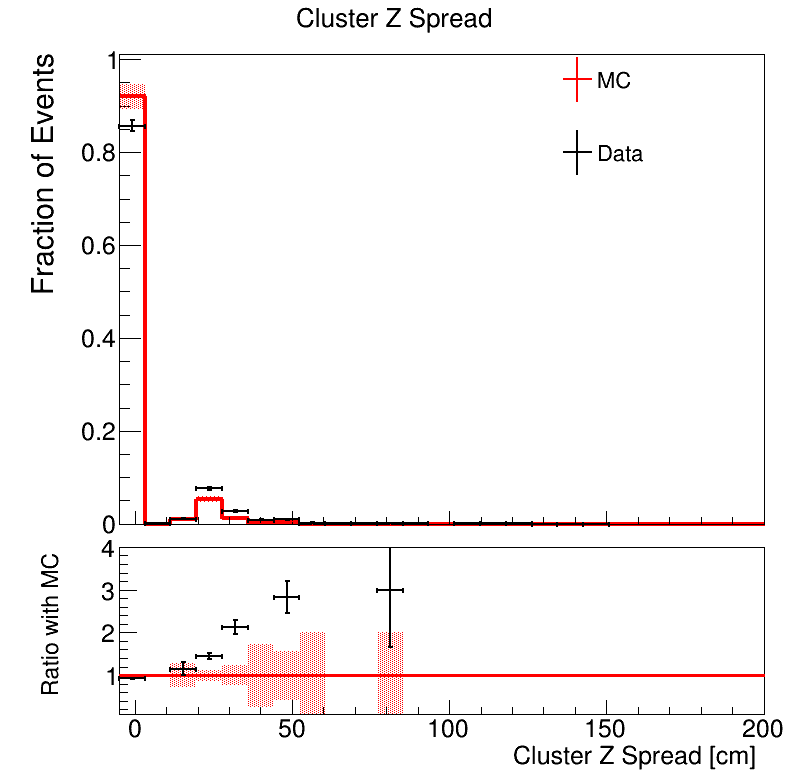 Cluster Z Spread
Fraction of Events
1
0.8
0.6
0.4
0.2
0
MC
Data
Ratio with MC
4
3
2
1
0 50 100 150 200
Cluster Z Spread [cm]